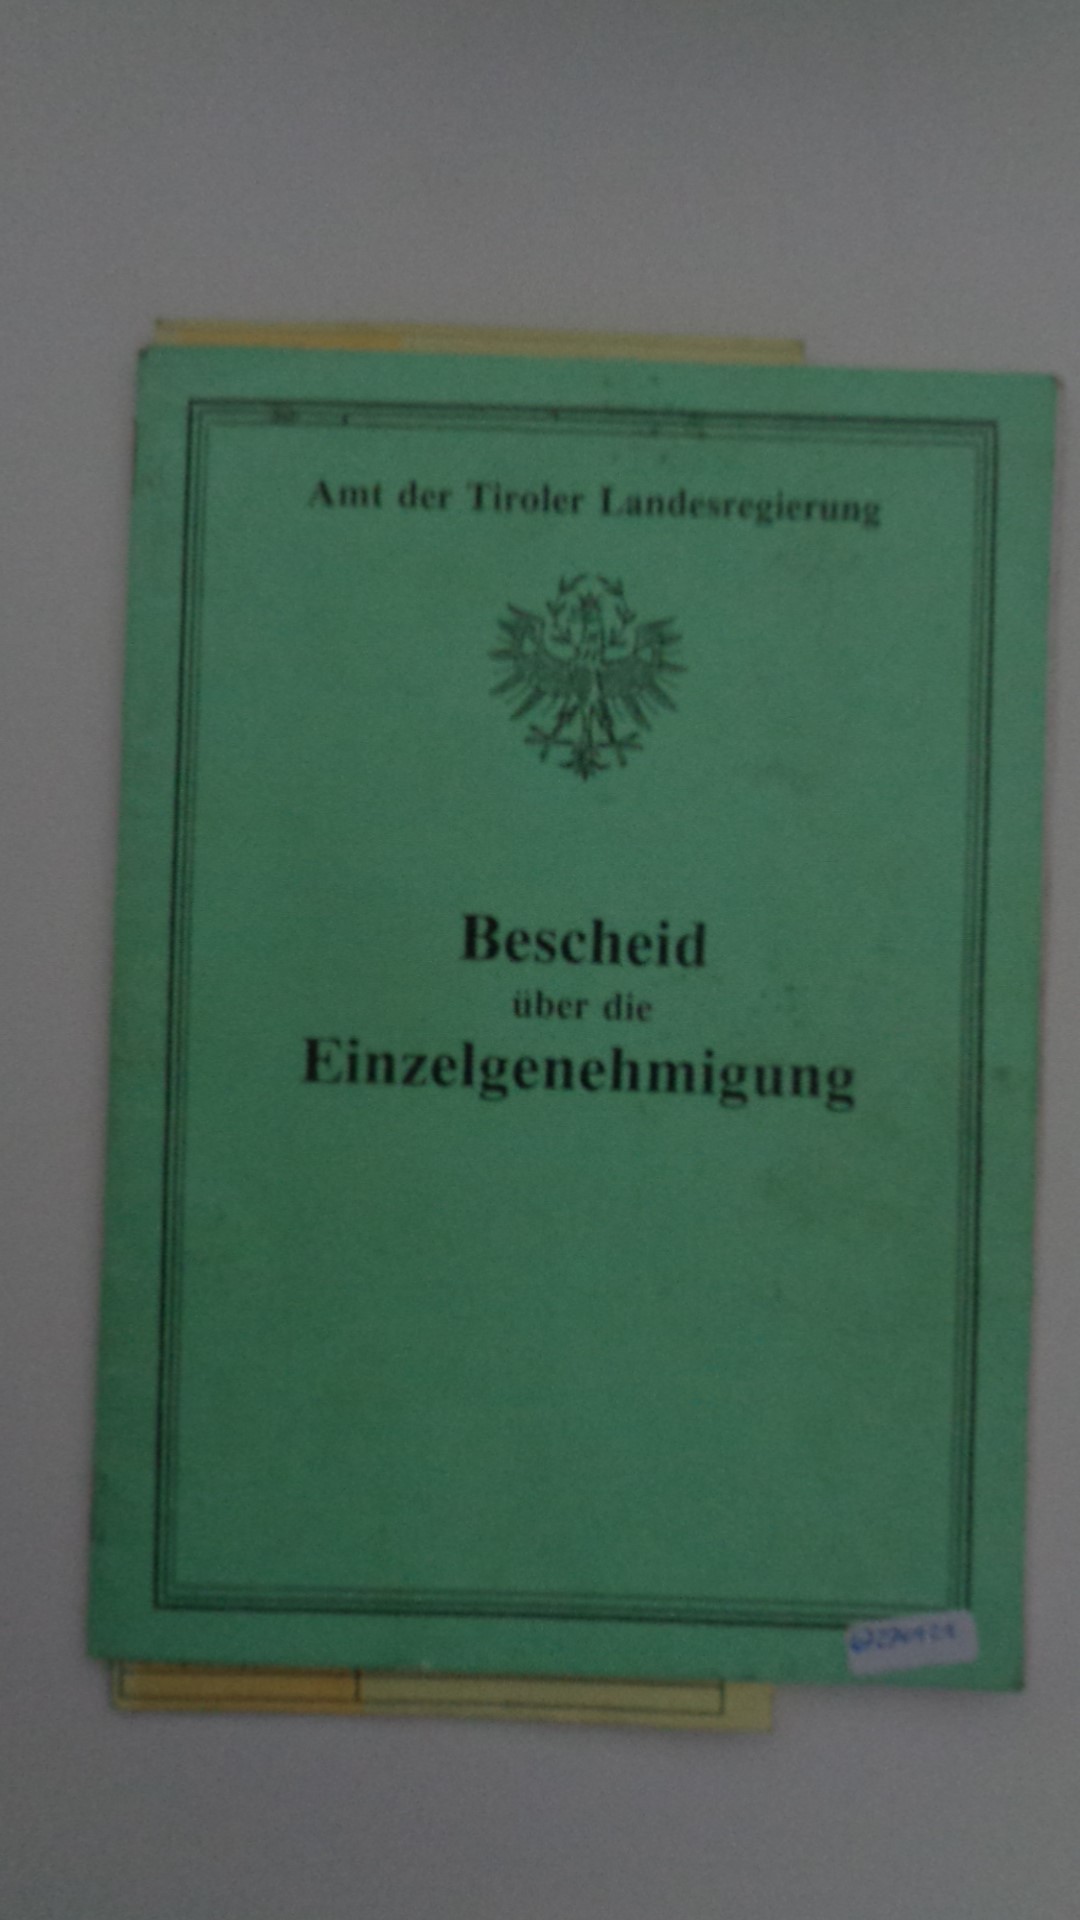 Amt der Tiroler Landesregierung
Bescheid
über die
Einzelgenehmigung